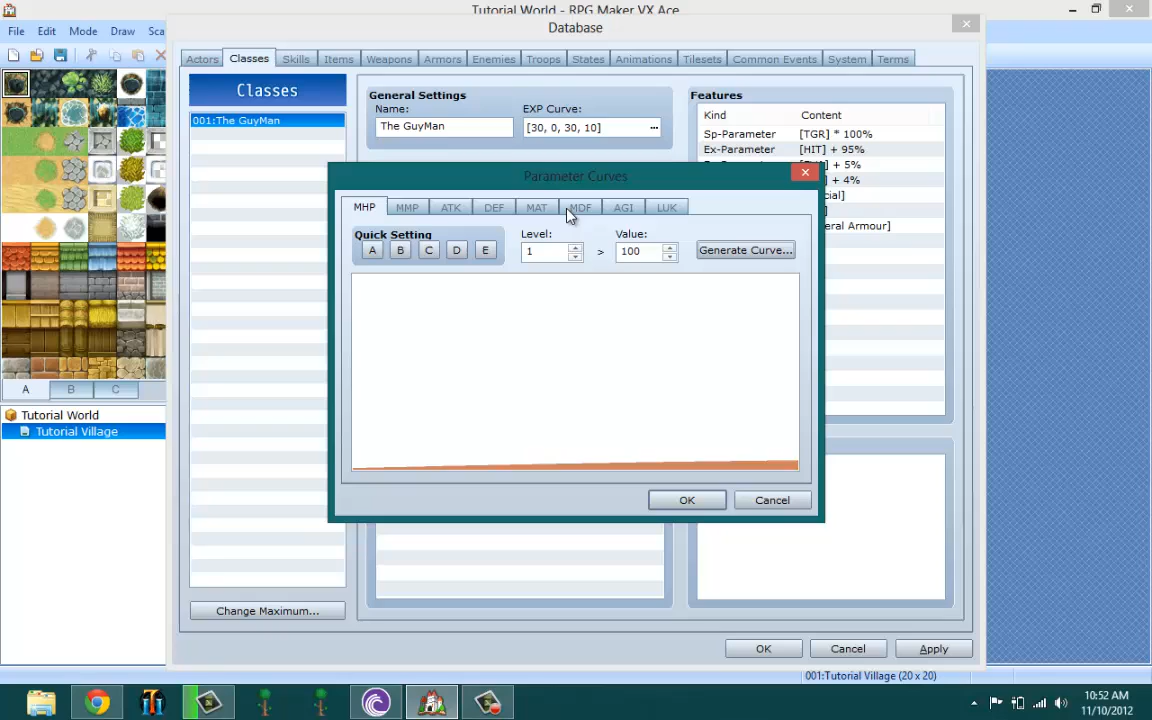 Tutorial World - RPG Maker VX Ace
File Edit Mode Draw Sca
Database
Actors Classes Skills Items Weapons Armors Enemies Troops States Animations Tilesets Common Events System Terms
Classes
001:The GuyMan
Change Maximum...
General Settings
Name:
EXP Curve:
The GuyMan
[30, 0, 30, 10]
Features
Kind Content
Sp-Parameter [TGR] * 100%
Ex-Parameter [HIT] + 95%
+ 5%
+ 4%
ial]
]
eral Armour]
Parameter Curves
MHP MMP ATK DEF MAT MDF AGI LUK
Quick Setting
A B C D E
Level:
1
>
Value:
100
Generate Curve...
OK Cancel
A B C
Tutorial World
Tutorial Village
OK Cancel Apply
001:Tutorial Village (20 x 20)
10:52 AM
11/10/2012